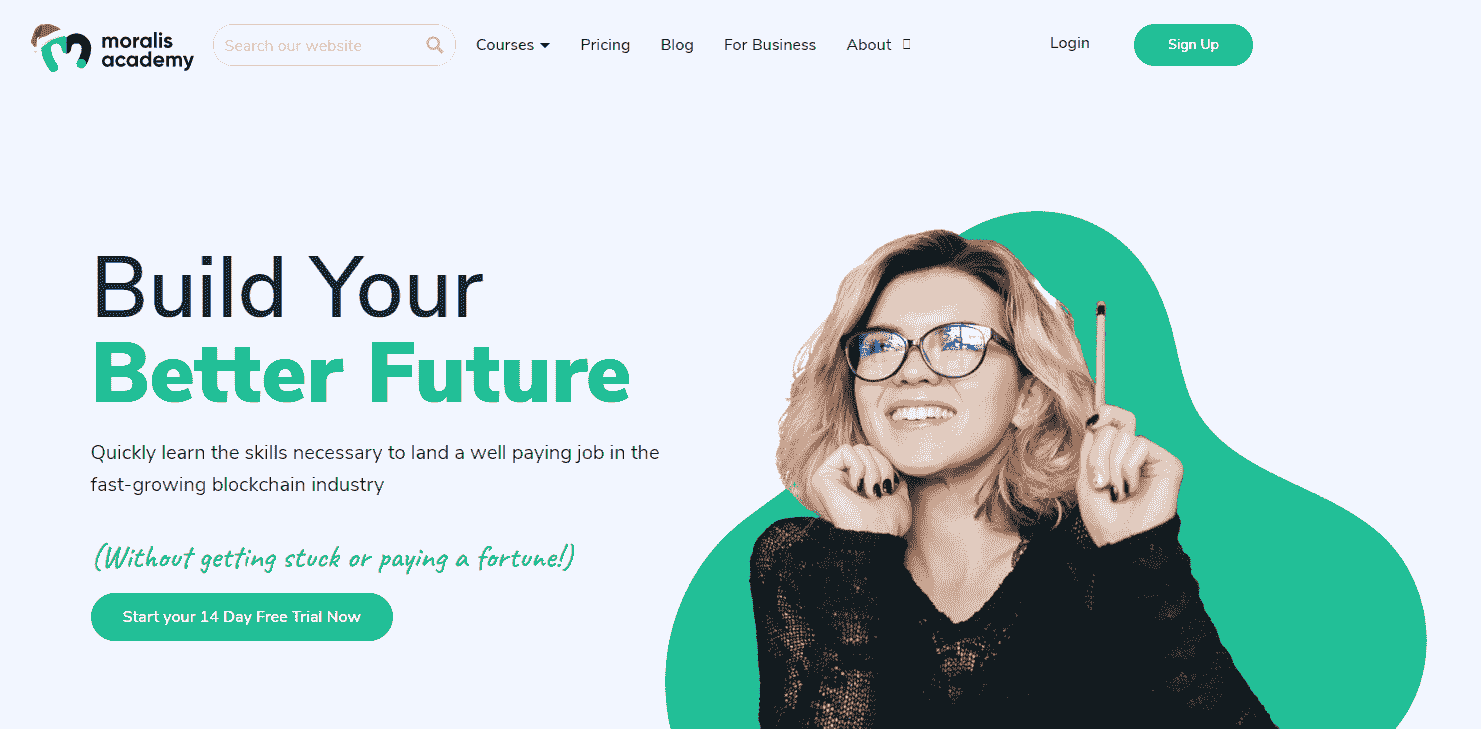 moralis
academy
Search our website
Courses
Pricing
Blog
For Business
About
Login
Sign Up
Build Your
Better Future
Quickly learn the skills necessary to land a well paying job in the
fast-growing blockchain industry
(Without getting stuck or paying a fortune!)
Start your 14 Day Free Trial Now